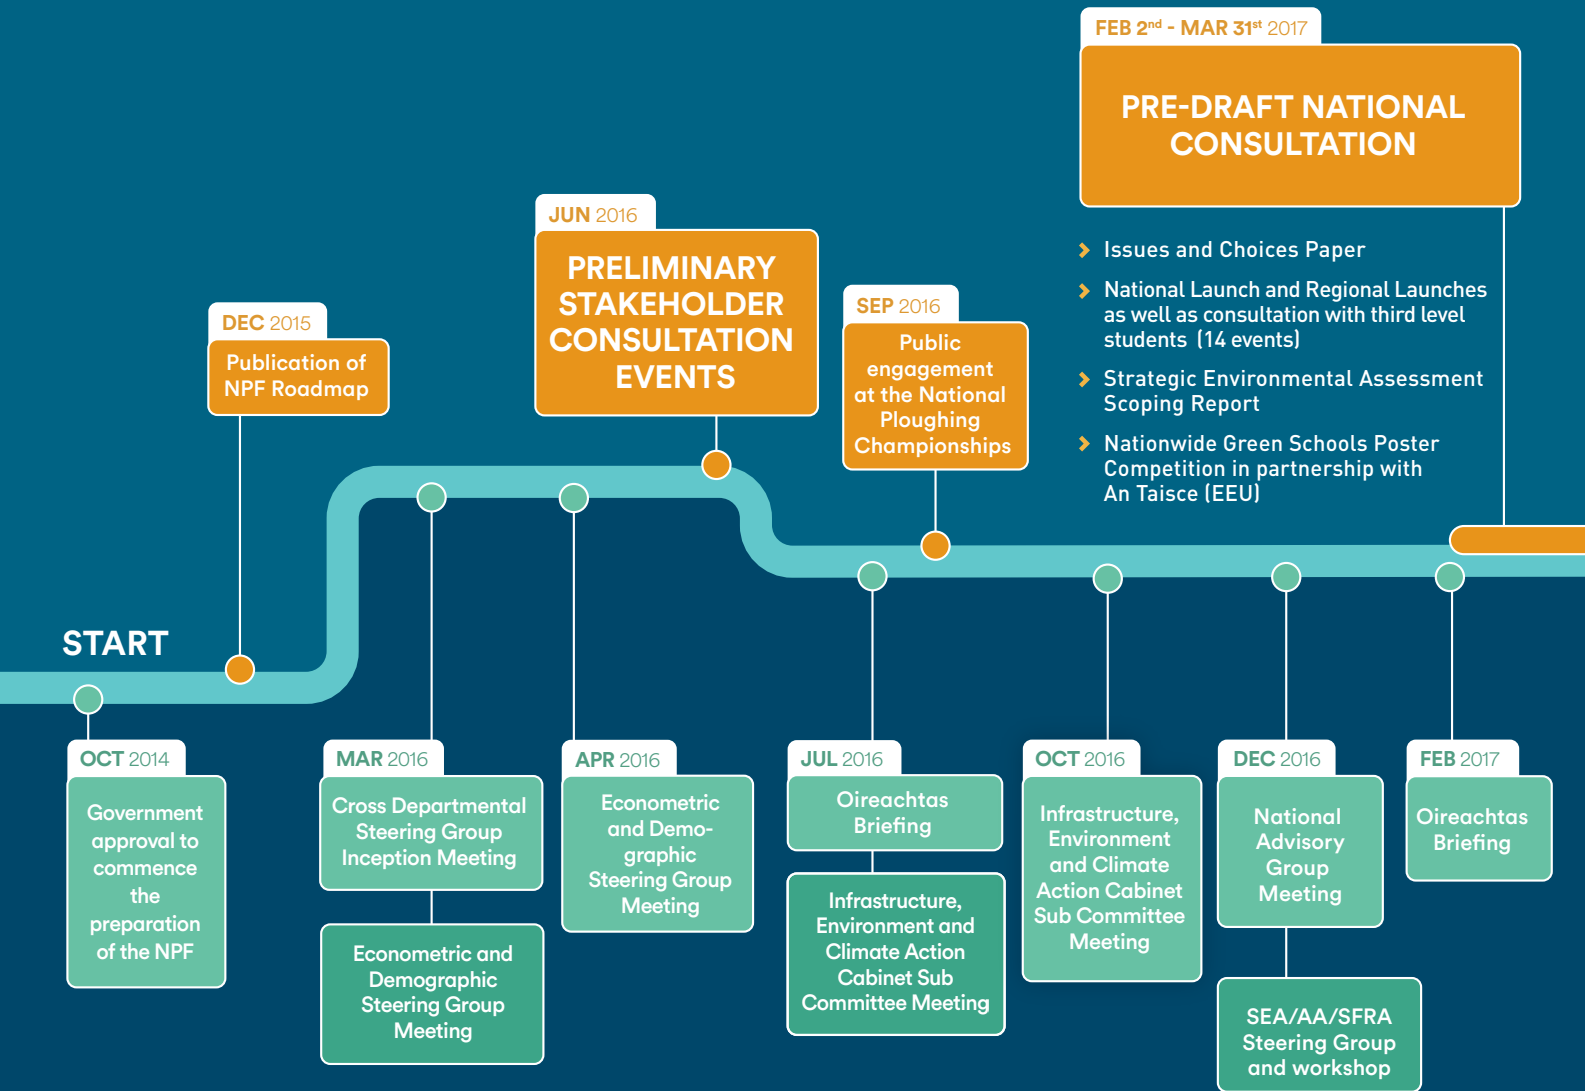 FEB 2nd - MAR 31st 2017
PRE-DRAFT NATIONAL
CONSULTATION
Issues and Choices Paper
National Launch and Regional Launches
as well as consultation with third level
students (14 events)
Strategic Environmental Assessment
Scoping Report
Nationwide Green Schools Poster
Competition in partnership with
An Taisce (EEU)
JUN 2016
PRELIMINARY
STAKEHOLDER
CONSULTATION
EVENTS
SEP 2016
Public
engagement
at the National
Ploughing
Championships
DEC 2015
Publication of
NPF Roadmap
START
OCT 2014
Government
approval to
commence
the
preparation
of the NPF
MAR 2016
Cross Departmental
Steering Group
Inception Meeting
Econometric and
Demographic
Steering Group
Meeting
APR 2016
Econometric
and Demo-
graphic
Steering Group
Meeting
JUL 2016
Oireachtas
Briefing
Infrastructure,
Environment and
Climate Action
Cabinet Sub
Committee Meeting
OCT 2016
Infrastructure,
Environment
and Climate
Action Cabinet
Sub Committee
Meeting
DEC 2016
National
Advisory
Group
Meeting
SEA/AA/SFRA
Steering Group
and workshop
FEB 2017
Oireachtas
Briefing